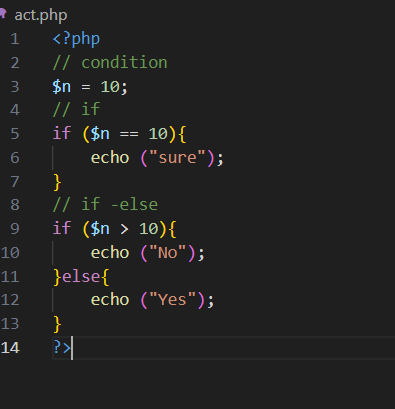 act.php
1 <?php
2 // condition
3 $n = 10;
4 // if
5 if ($n == 10){
6     echo ("sure");
7 }
8 // if -else
9 if ($n > 10){
10     echo ("No");
11 }else{
12     echo ("Yes");
13 }
14 ?>